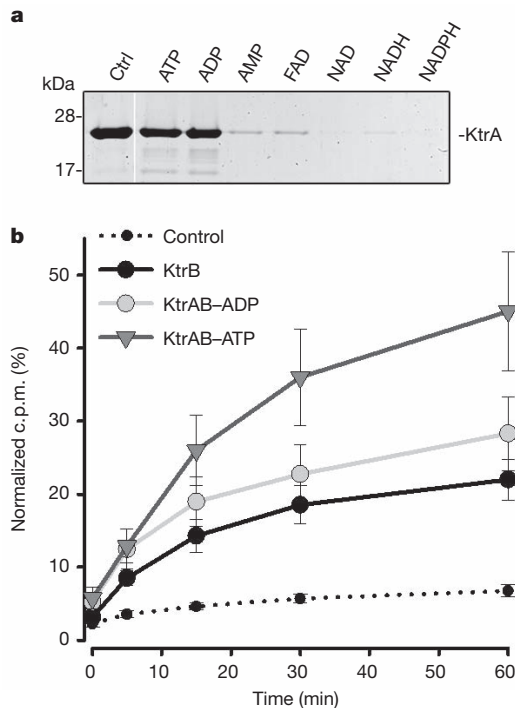 a
Ctrl ATP ADP AMP FAD NAD NADH NADPH
kDa
28-
-KtrA
17-
b
Control
KtrB
KtrAB–ADP
KtrAB–ATP
50
40
30
20
10
0
Normalized c.p.m. (%)
0 10 20 30 40 50 60
Time (min)